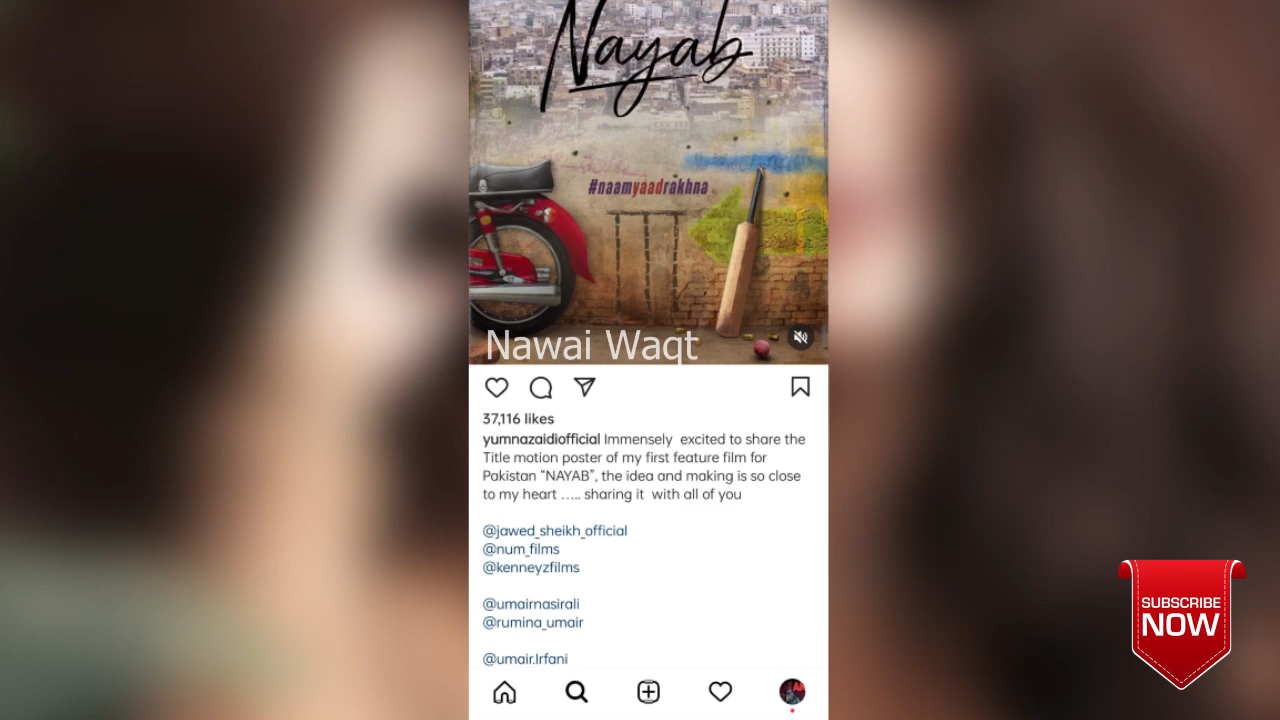 Nayab
#naamyaadrakhna
Nawai Waqt
37,116 likes
yumnazaidiofficial Immensely excited to share the
Title motion poster of my first feature film for
Pakistan “NAYAB”, the idea and making is so close
to my heart ….. sharing it with all of you
@jawed_sheikh_official
@num_films
@kenneyzfilms
@umairnasirali
@rumina_umair
@umair.Irfani
SUBSCRIBE
NOW